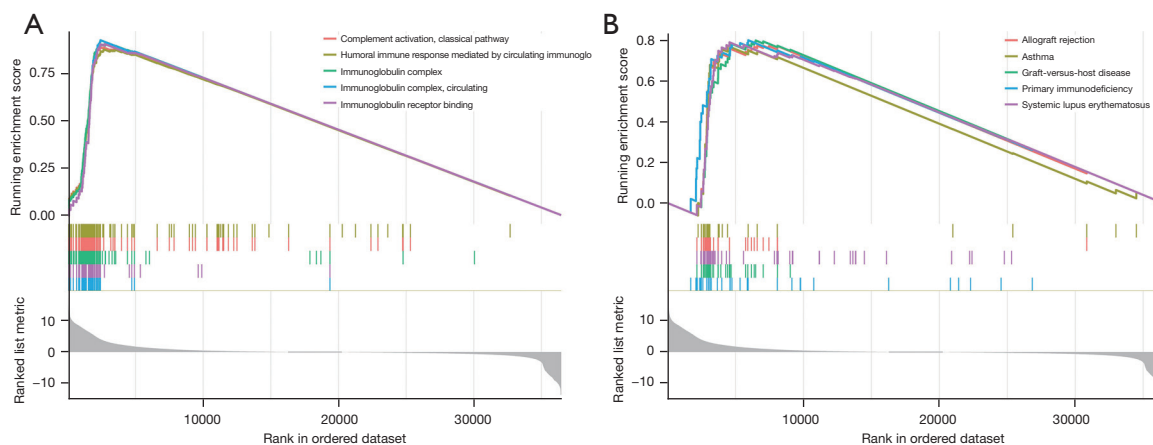 A
Running enrichment score
0.75
0.50
0.25
0.00
Complement activation, classical pathway
Humoral immune response mediated by circulating immunoglo
Immunoglobulin complex
Immunoglobulin complex, circulating
Immunoglobulin receptor binding
Ranked list metric
10
0
−10
10000
20000
30000
Rank in ordered dataset
B
Running enrichment score
0.8
0.6
0.4
0.2
0.0
Allograft rejection
Asthma
Graft-versus-host disease
Primary immunodeficiency
Systemic lupus erythematosus
Ranked list metric
10
0
−10
10000
20000
30000
Rank in ordered dataset